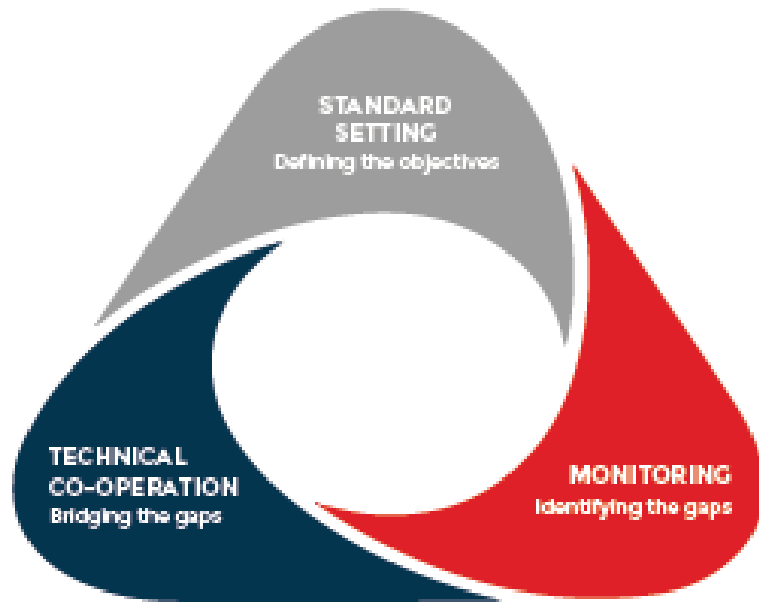 STANDARD
SETTING
Defining the objectives
TECHNICAL
CO-OPERATION
Bridging the gaps
MONITORING
Identifying the gaps